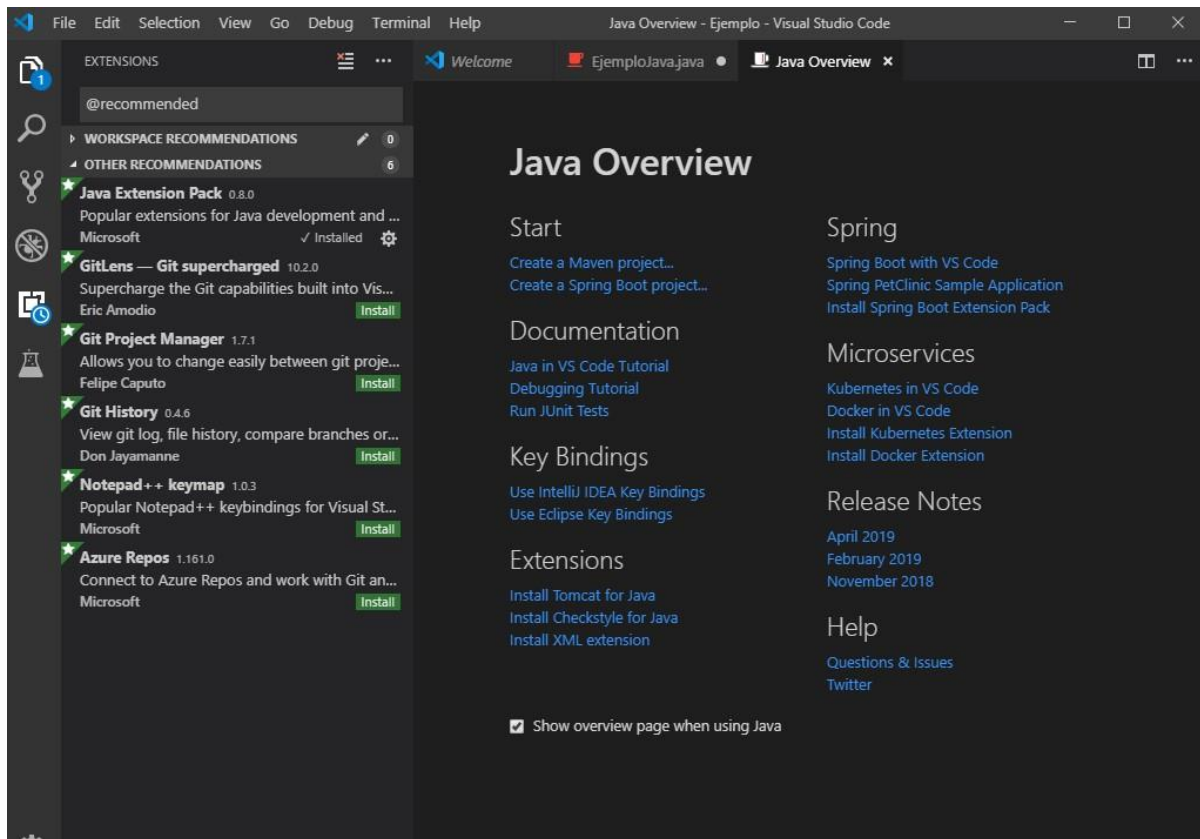 File Edit Selection View Go Debug Terminal Help
Java Overview - Ejemplo - Visual Studio Code
EXTENSIONS
Welcome
EjemploJava.java
Java Overview
1
@recommended
WORKSPACE RECOMMENDATIONS 0
OTHER RECOMMENDATIONS 6
Java Extension Pack 0.8.0
Popular extensions for Java development and ...
Microsoft ✓ Installed
GitLens — Git supercharged 10.2.0
Supercharge the Git capabilities built into Vis...
Eric Amodio Install
Git Project Manager 1.7.1
Allows you to change easily between git proje...
Felipe Caputo Install
Git History 0.4.6
View git log, file history, compare branches or...
Don Jayamanne Install
Notepad++ keymap 1.0.3
Popular Notepad++ keybindings for Visual St...
Microsoft Install
Azure Repos 1.161.0
Connect to Azure Repos and work with Git an...
Microsoft Install
Java Overview
Start
Create a Maven project...
Create a Spring Boot project...
Documentation
Java in VS Code Tutorial
Debugging Tutorial
Run JUnit Tests
Key Bindings
Use IntelliJ IDEA Key Bindings
Use Eclipse Key Bindings
Extensions
Install Tomcat for Java
Install Checkstyle for Java
Install XML extension
Spring
Spring Boot with VS Code
Spring PetClinic Sample Application
Install Spring Boot Extension Pack
Microservices
Kubernetes in VS Code
Docker in VS Code
Install Kubernetes Extension
Install Docker Extension
Release Notes
April 2019
February 2019
November 2018
Help
Questions & Issues
Twitter
Show overview page when using Java